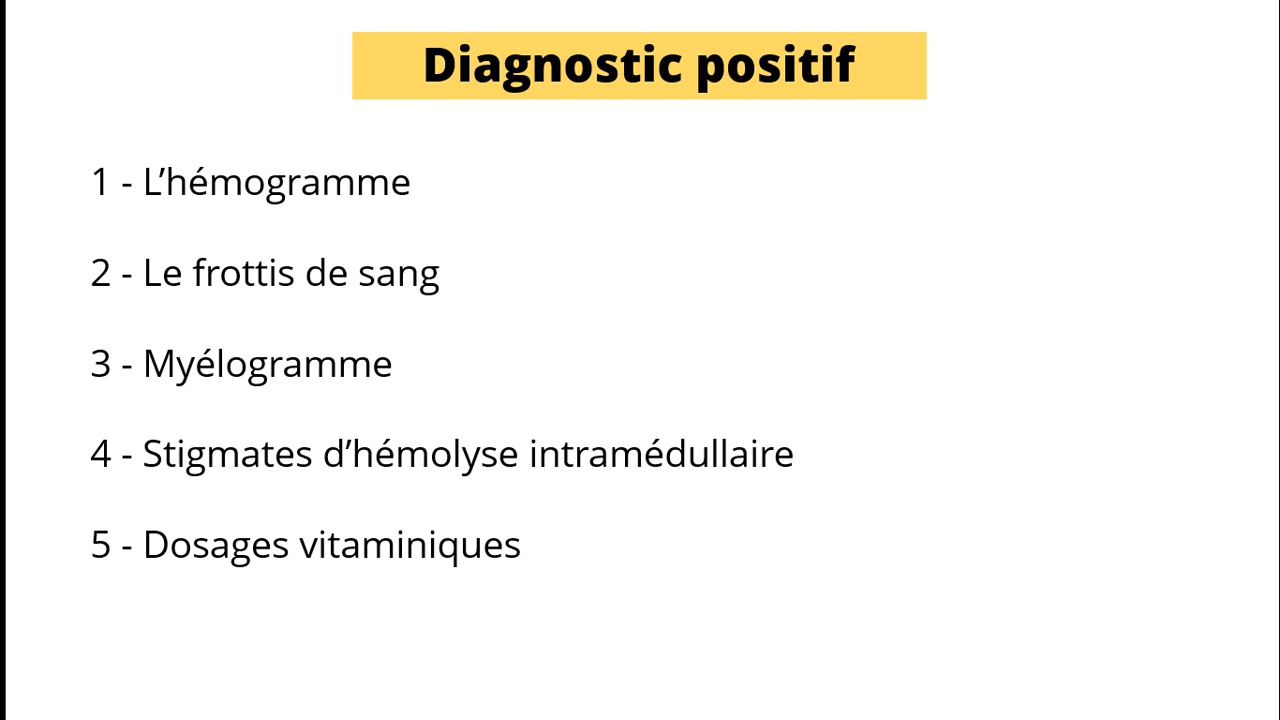 Diagnostic positif
1 - L’hémogramme
2 - Le frottis de sang
3 - Myélogramme
4 - Stigmates d’hémolyse intramédullaire
5 - Dosages vitaminiques